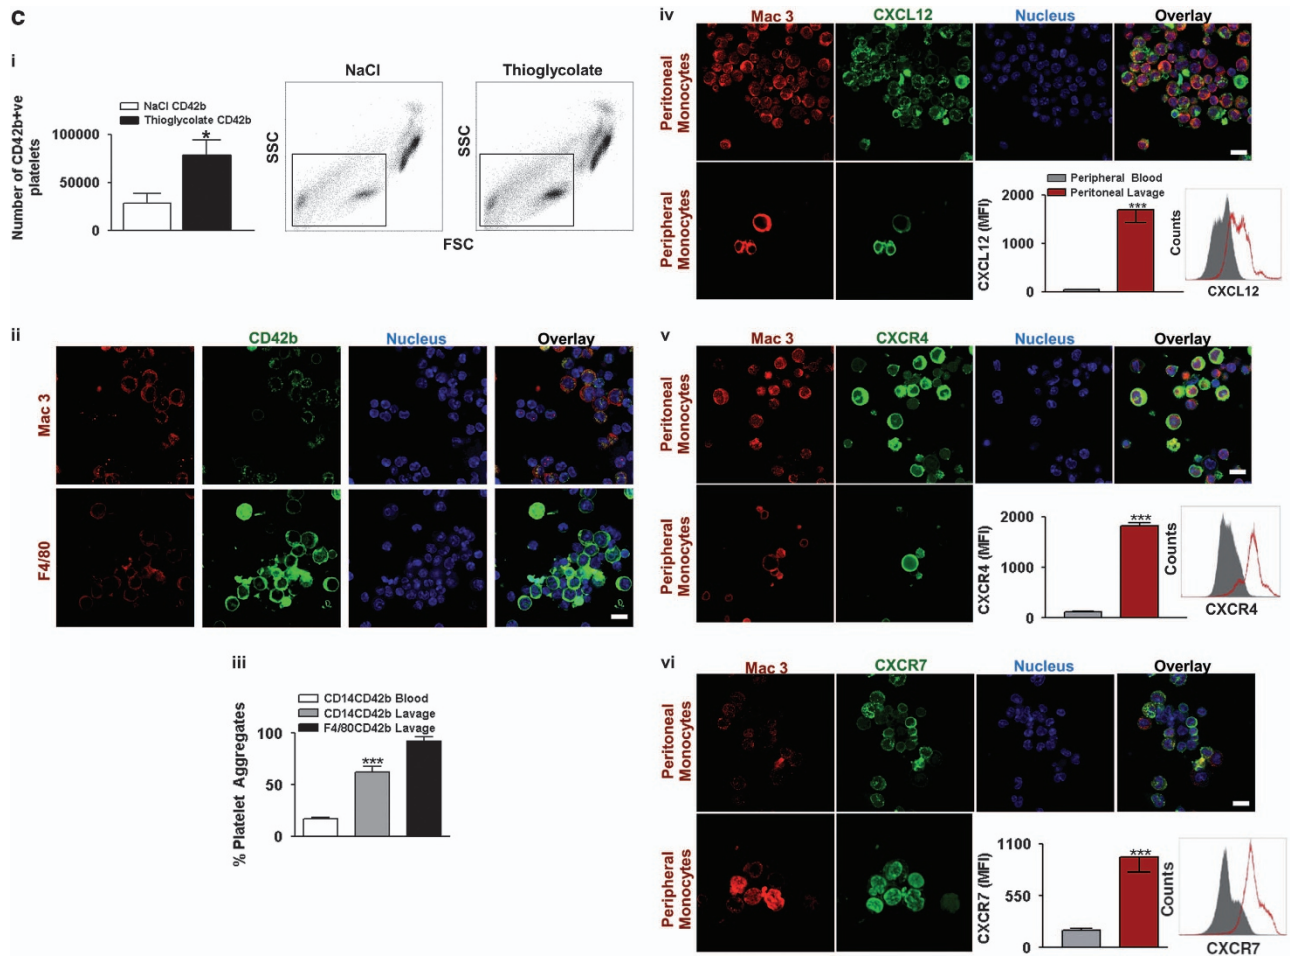 c
i
NaCl CD42b
Thioglycolate CD42b
Number of CD42b+ve
platelets
100000
50000
0
*
NaCl
Thioglycolate
SSC
SSC
FSC
ii
CD42b
Nucleus
Overlay
Mac 3
F4/80
iii
CD14CD42b Blood
CD14CD42b Lavage
F4/80CD42b Lavage
% Platelet Aggregates
100
50
0
***
iv
Mac 3
CXCL12
Nucleus
Overlay
Peritoneal
Monocytes
Peripheral
Monocytes
Peripheral Blood
Peritoneal Lavage
CXCL12 (MFI)
2000
1000
0
***
Counts
CXCL12
v
Mac 3
CXCR4
Nucleus
Overlay
Peritoneal
Monocytes
Peripheral
Monocytes
CXCR4 (MFI)
2000
1000
0
***
Counts
CXCR4
vi
Mac 3
CXCR7
Nucleus
Overlay
Peritoneal
Monocytes
Peripheral
Monocytes
CXCR7 (MFI)
1100
550
0
***
Counts
CXCR7